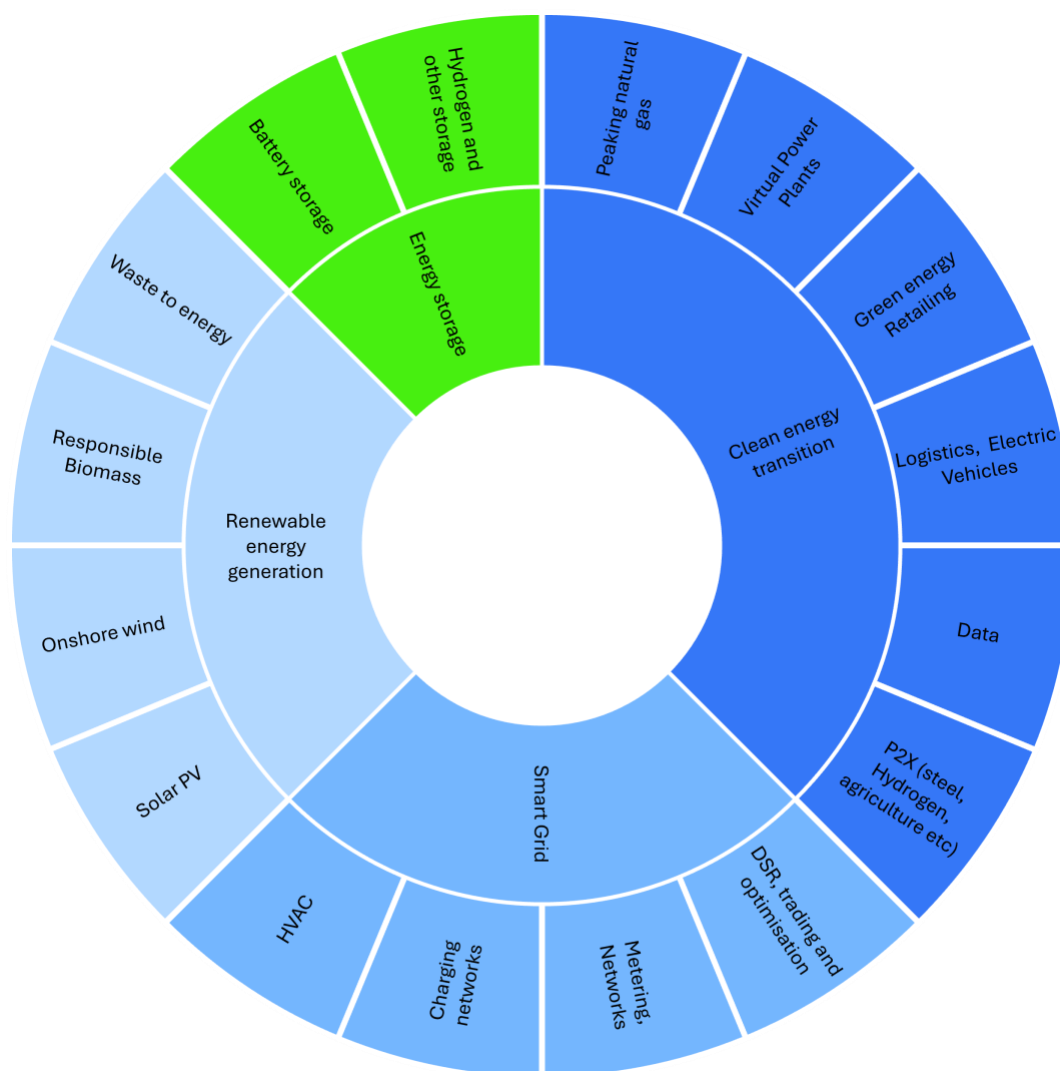 Hydrogen and
other storage
Battery storage
Energy storage
Peaking natural
gas
Virtual Power
Plants
Green energy
Retailing
Logistics,  Electric
Vehicles
Data
P2X (steel,
Hydrogen,
agriculture etc)
Clean energy
transition
DSR, trading and
optimisation
Metering,
Networks
Charging
networks
HVAC
Smart Grid
Solar PV
Onshore wind
Responsible
Biomass
Waste to energy
Renewable
energy
generation